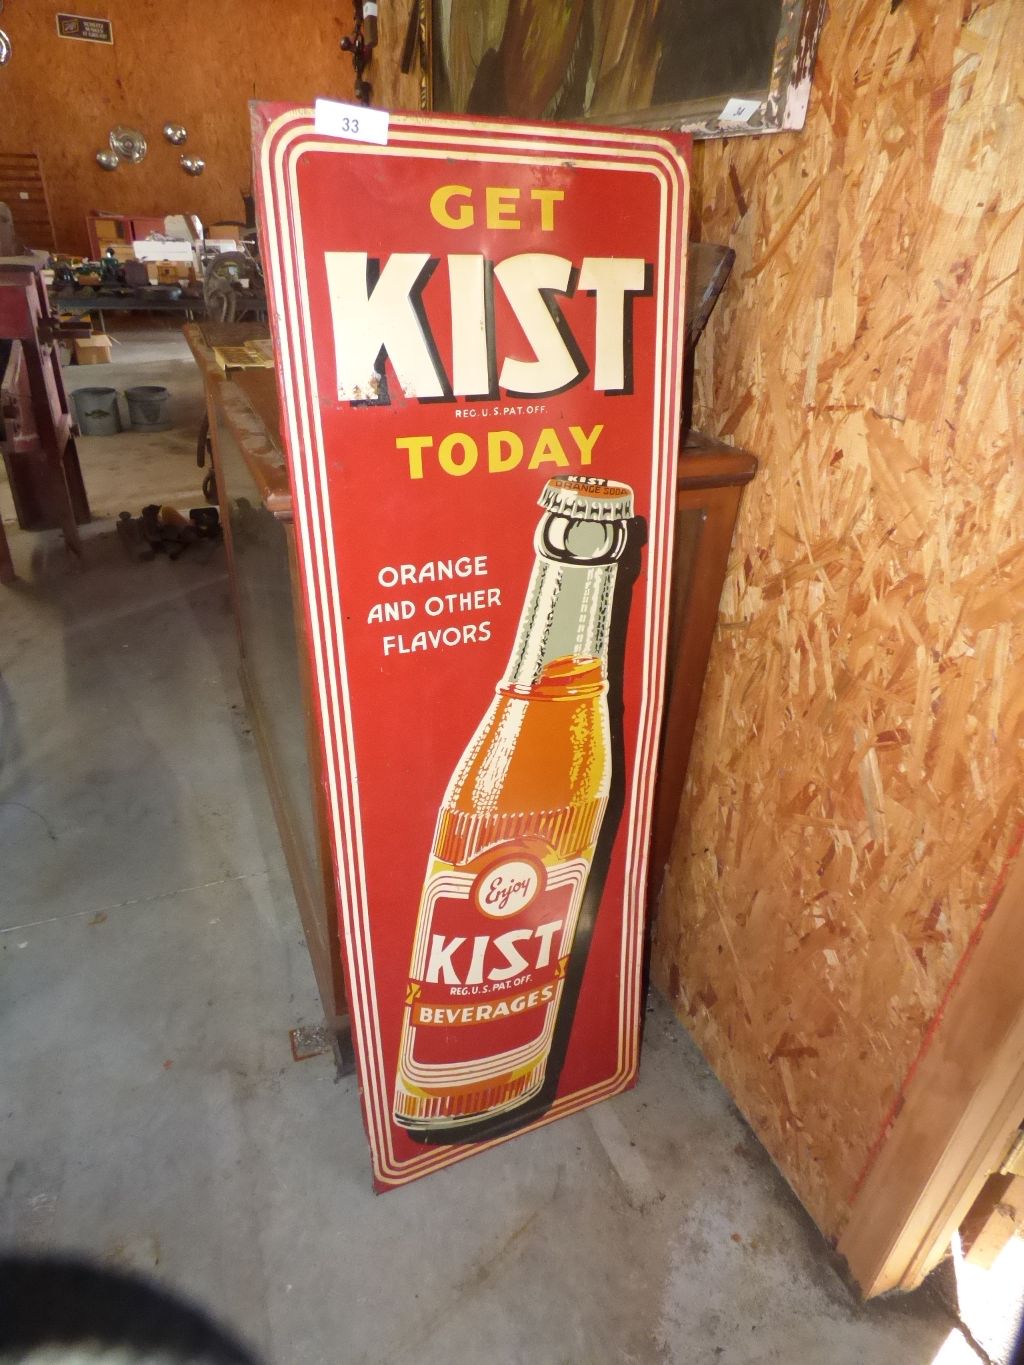 33
34
GET
KIST
REG. U.S. PAT. OFF.
TODAY
KIST
ORANGE SODA
ORANGE
AND OTHER
FLAVORS
Enjoy
KIST
REG. U.S. PAT. OFF.
BEVERAGES